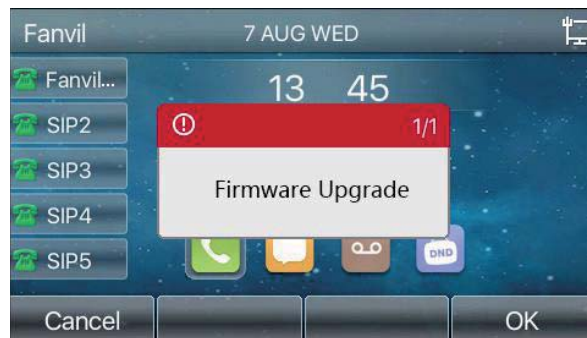 Fanvil 7 AUG WED
Fanvil...
13 45
SIP2
1/1
SIP3
Firmware Upgrade
SIP4
SIP5
DND
Cancel OK